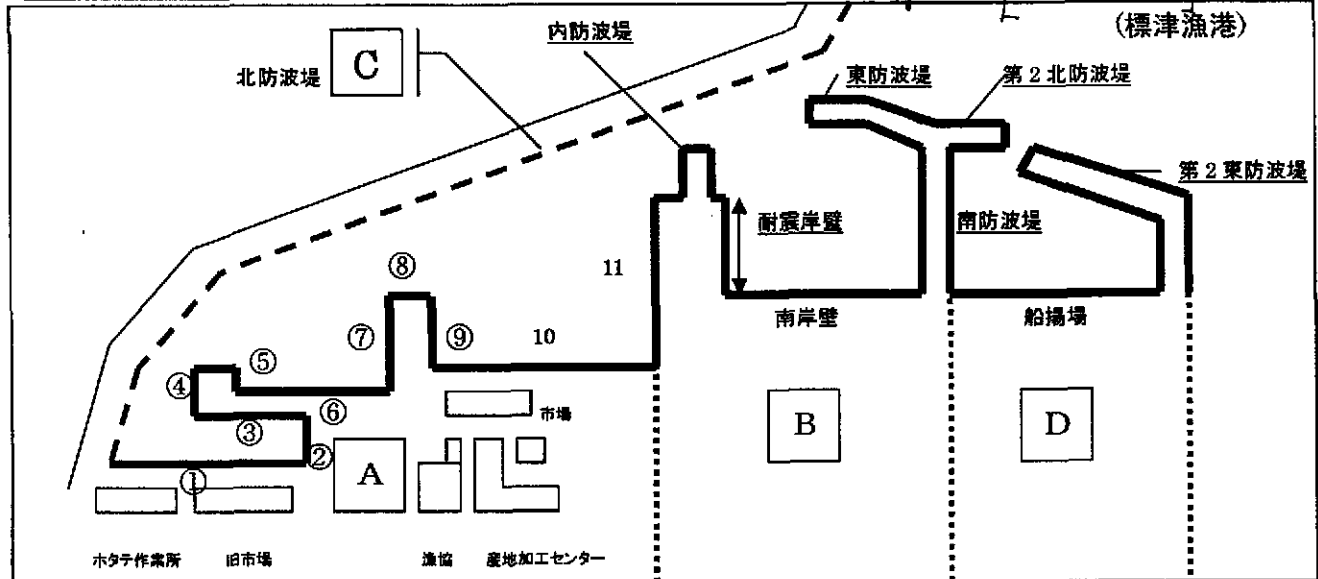 (標津漁港)
内防波堤
北防波堤 C
東防波堤
第2北防波堤
第2東防波堤
耐震岸壁
南防波堤
⑧
11
南岸壁
船揚場
⑦
⑨
10
⑤
④
⑥
市場
③
B
D
②
A
①
ホタテ作業所
旧市場
漁協
産地加工センター